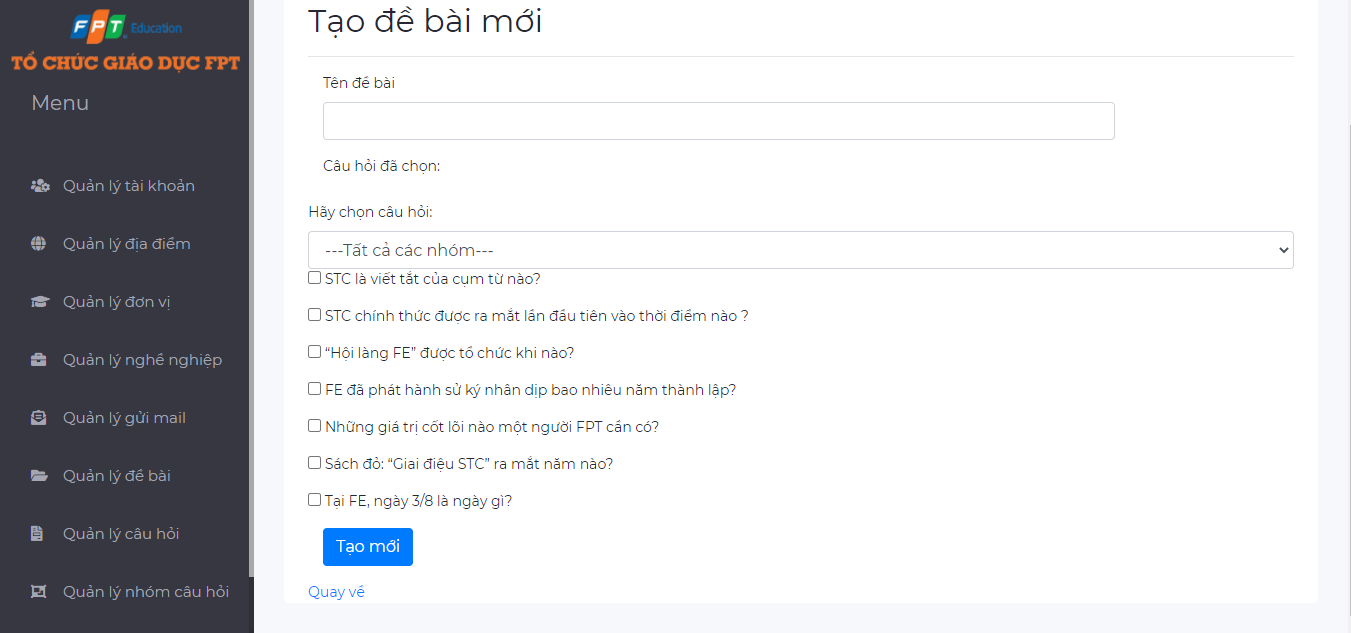 FPT Education
TỔ CHỨC GIÁO DỤC FPT
Menu
Quản lý tài khoản
Quản lý địa điểm
Quản lý đơn vị
Quản lý nghề nghiệp
Quản lý gửi mail
Quản lý đề bài
Quản lý câu hỏi
Quản lý nhóm câu hỏi
Tạo đề bài mới
Tên đề bài
Câu hỏi đã chọn:
Hãy chọn câu hỏi:
---Tất cả các nhóm---
STC là viết tắt của cụm từ nào?
STC chính thức được ra mắt lần đầu tiên vào thời điểm nào ?
“Hội làng FE” được tổ chức khi nào?
FE đã phát hành sử ký nhân dịp bao nhiêu năm thành lập?
Những giá trị cốt lõi nào một người FPT cần có?
Sách đỏ: “Giai điệu STC” ra mắt năm nào?
Tại FE, ngày 3/8 là ngày gì?
Tạo mới
Quay về